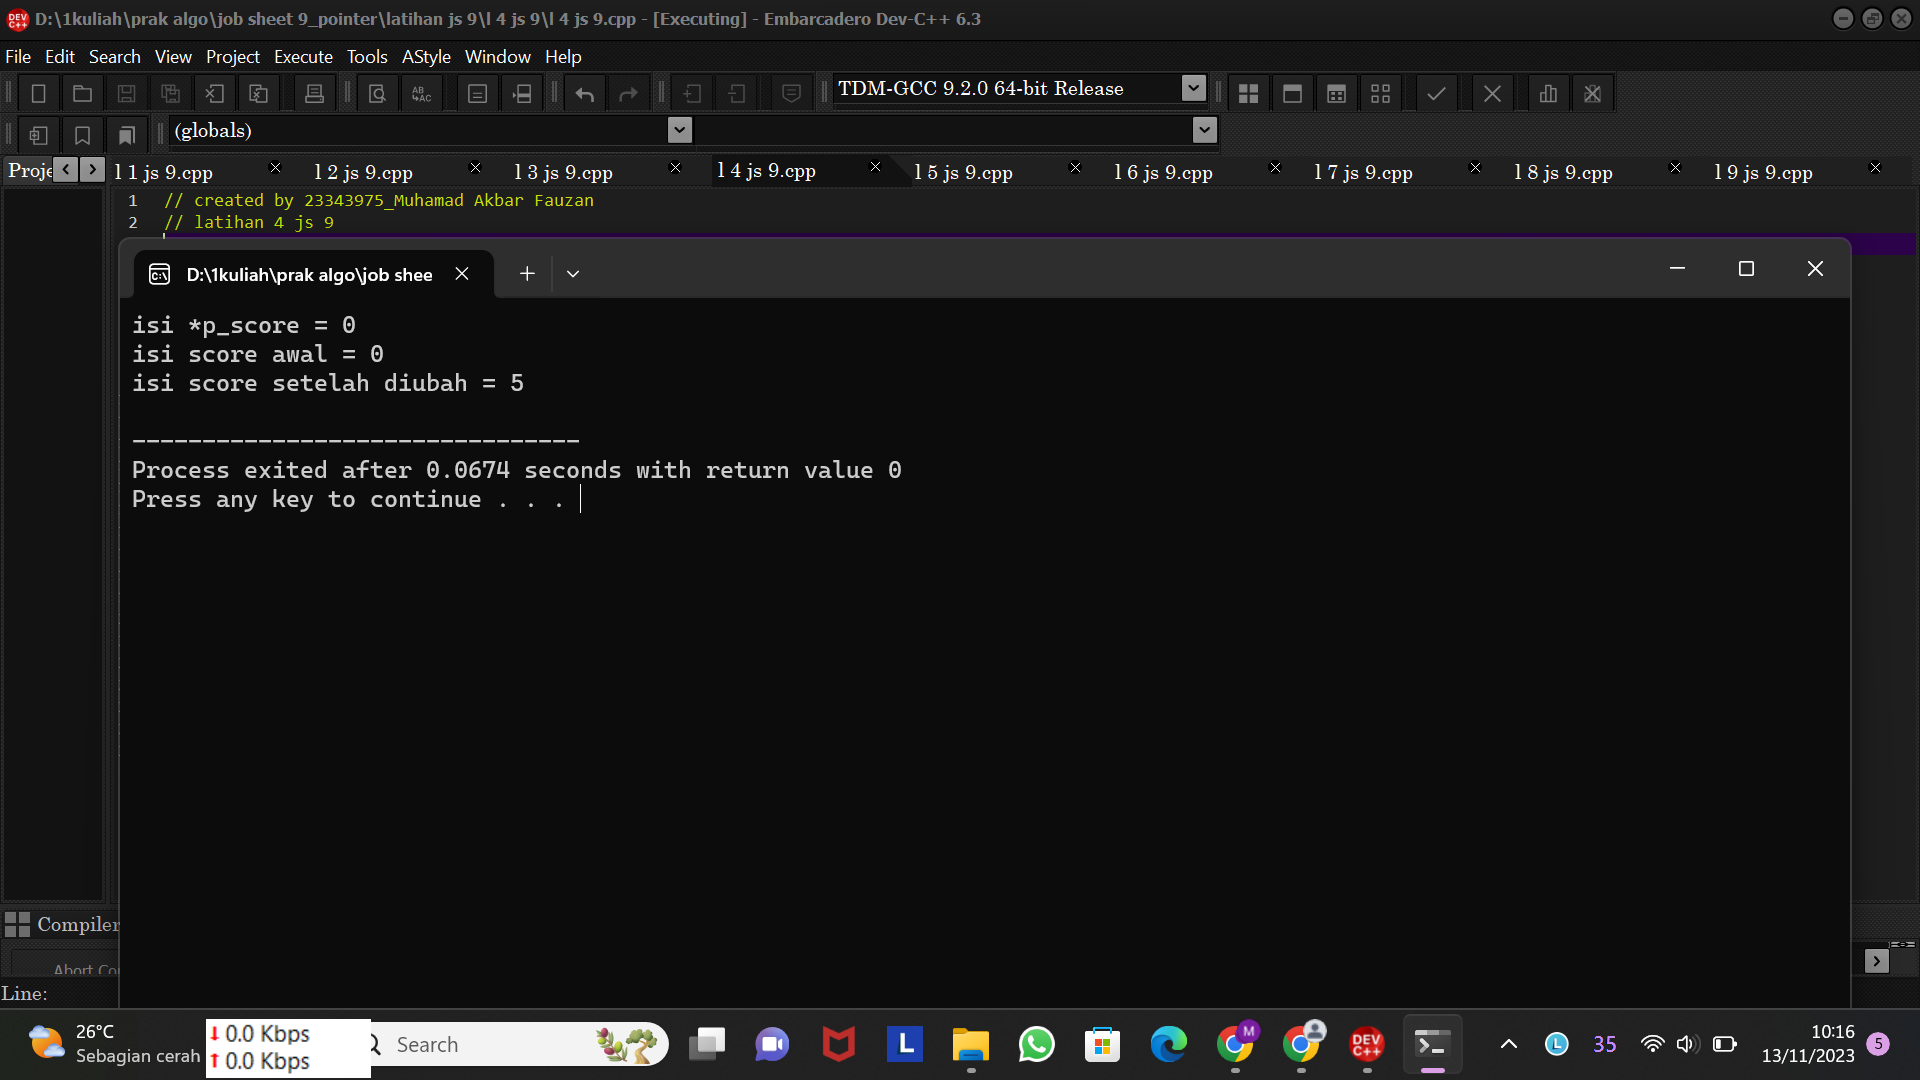 D:\1kuliah\prak algo\job sheet 9_pointer\latihan js 9\l 4 js 9\l 4 js 9.cpp - [Executing] - Embarcadero Dev-C++ 6.3
File Edit Search View Project Execute Tools AStyle Window Help
TDM-GCC 9.2.0 64-bit Release
(globals)
Proje l 1 js 9.cpp l 2 js 9.cpp l 3 js 9.cpp l 4 js 9.cpp l 5 js 9.cpp l 6 js 9.cpp l 7 js 9.cpp l 8 js 9.cpp l 9 js 9.cpp
1 // created by 23343975_Muhamad Akbar Fauzan
2 // latihan 4 js 9
D:\1kuliah\prak algo\job shee
isi *p_score = 0
isi score awal = 0
isi score setelah diubah = 5
--------------------------------
Process exited after 0.0674 seconds with return value 0
Press any key to continue . . .
Compiler
Abort Co
Line:
26°C
Sebagian cerah
0.0 Kbps
0.0 Kbps
Search
35
10:16
13/11/2023
5